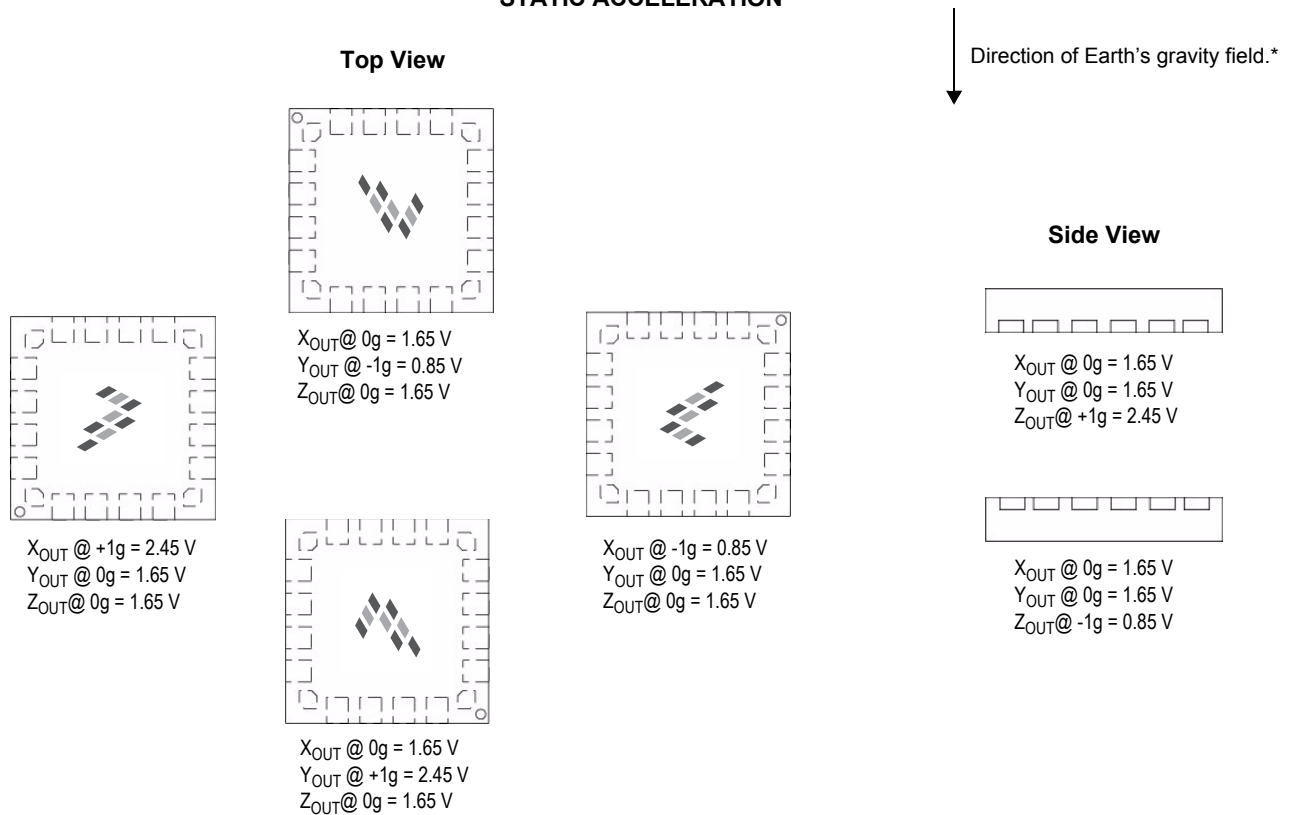 STATIC ACCELERATION
Direction of Earth's gravity field.*
Top View
X_OUT@ 0g = 1.65 V
Y_OUT @ -1g = 0.85 V
Z_OUT@ 0g = 1.65 V
X_OUT @ +1g = 2.45 V
Y_OUT @ 0g = 1.65 V
Z_OUT@ 0g = 1.65 V
X_OUT @ -1g = 0.85 V
Y_OUT @ 0g = 1.65 V
Z_OUT@ 0g = 1.65 V
X_OUT @ 0g = 1.65 V
Y_OUT @ +1g = 2.45 V
Z_OUT@ 0g = 1.65 V
Side View
X_OUT @ 0g = 1.65 V
Y_OUT @ 0g = 1.65 V
Z_OUT@ +1g = 2.45 V
X_OUT @ 0g = 1.65 V
Y_OUT @ 0g = 1.65 V
Z_OUT@ -1g = 0.85 V